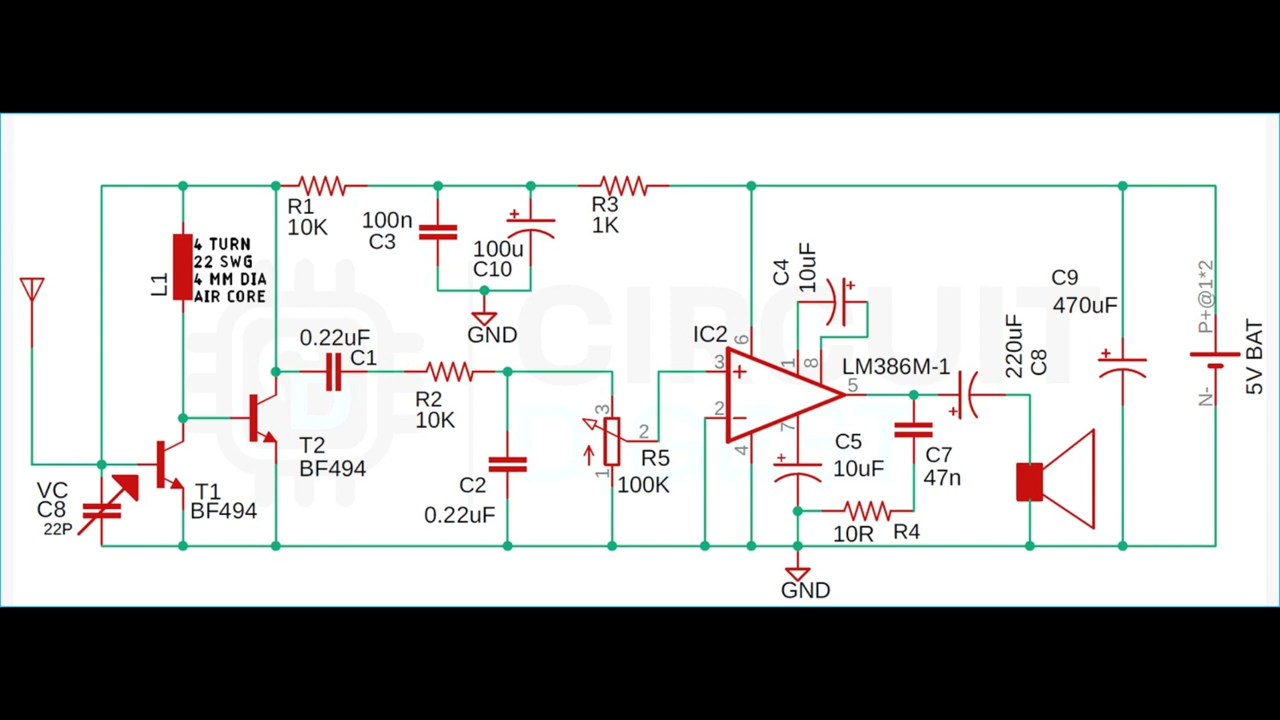 R1
10K
100n
C3
100u
C10
GND
R3
1K
L1
4 TURN
22 SWG
4 MM DIA
AIR CORE
0.22uF
C1
R2
10K
T2
BF494
T1
BF494
VC
C8
22P
C2
0.22uF
3
2
1
R5
100K
IC2
6
3
2
4
1
8
7
5
C4
10uF
LM386M-1
C5
10uF
10R
R4
C7
47n
220uF
C8
C9
470uF
P+@1*2
N-
5V BAT
GND
CIRCUIT
DIGEST